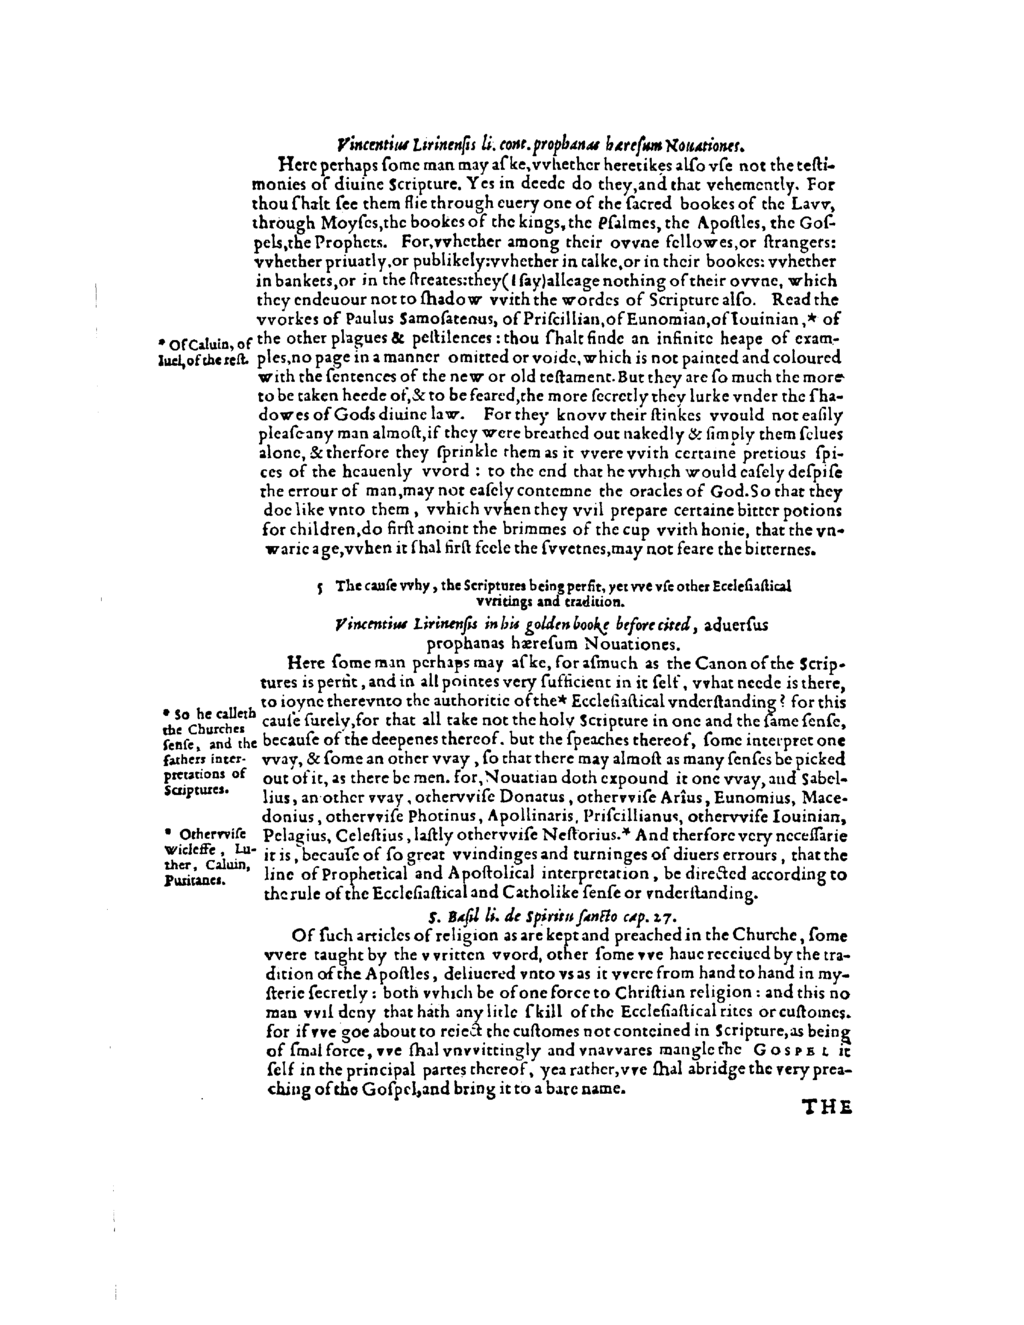 Vincentius Lirinensis li. cont. prophanas hæresum Nouationes.
Here perhaps ſome man may aſke, vvhether heretikes alſo vſe not the teſti-
monies of diuine Scripture. Yes in deede do they, and that vehemently. For
thou ſhalt ſee them flie through euery one of the ſacred bookes of the Lavv,
through Moyſes, the bookes of the kings, the Pſalmes, the Apoſtles, the Goſ-
pels, the Prophets. For, vvhether among their ovvne fellowes, or ſtrangers:
vvhether priuatly, or publikely: vvhether in talke, or in their bookes: vvhether
in bankets, or in the ſtreates: they (I ſay) alleage nothing of their ovvne, which
they endeuour not to ſhadow vvith the wordes of Scripture alſo. Read the
vvorkes of Paulus Samoſatenus, of Priſcillian, of Eunomian, of Iouinian,* of
* Of Caluin, of
Iuel, of the reſt.
the other plagues & peſtilences: thou ſhalt finde an infinite heape of exam-
ples, no page in a manner omitted or voide, which is not painted and coloured
with the ſentences of the new or old teſtament. But they are ſo much the more
to be taken heede of, & to be feared, the more ſecretly they lurke vnder the ſha-
dowes of Gods diuine law. For they knovv their ſtinkes vvould not eaſily
pleaſe any man almoſt, if they were breathed out nakedly & ſimply them ſelues
alone, & therfore they ſprinkle them as it vvere vvith certaine pretious ſpi-
ces of the heauenly vvord: to the end that he vvhich would eaſely deſpiſe
the errour of man, may not eaſely contemne the oracles of God. So that they
doe like vnto them, vvhich vvhen they vvil prepare certaine bitter potions
for children, do firſt anoint the brimmes of the cup vvith honie, that the vn-
warie age, vvhen it ſhal firſt feele the ſvvetnes, may not feare the bitternes.
5 The cauſe vvhy, the Scriptures being perfit, yet vve vſe other Eccleſiaſtical
vvritings and tradition.
Vincentius Lirinenſis in his golden booke before cited, aduerſus
prophanas hæreſum Nouationes.
Here ſome man perhaps may aſke, for aſmuch as the Canon of the Scrip-
tures is perfit, and in all pointes very ſufficient in it ſelf, vvhat neede is there,
to ioyne therevnto the authoritie of the* Eccleſiaſtical vnderſtanding? for this
* So he calleth
the Churches
ſenſe, and the
fathers inter-
pretations of
Scriptures.
cauſe ſurely, for that all take not the holy Scripture in one and the ſame ſenſe,
becauſe of the deepenes thereof. but the ſpeaches thereof, ſome interpret one
vvay, & ſome an other vvay, ſo that there may almoſt as many ſenſes be picked
out of it, as there be men. for, Nouatian doth expound it one vvay, and Sabel-
lius, an other vvay, othervviſe Donatus, othervviſe Arîus, Eunomius, Mace-
donius, othervviſe Photinus, Apollinaris, Priſcillianus, othervviſe Iouinian,
* Othervviſe
Wicleffe, Lu-
ther, Caluin,
Puritanes.
Pelagius, Celeſtius, laſtly othervviſe Neſtorius.* And therfore very neceſſarie
it is, becauſe of ſo great vvindinges and turninges of diuers errours, that the
line of Prophetical and Apoſtolical interpretation, be directed according to
the rule of the Eccleſiaſtical and Catholike ſenſe or vnderſtanding.
S. Baſil li. de Spiritu ſancto cap. 27.
Of ſuch articles of religion as are kept and preached in the Churche, ſome
vvere taught by the vvritten vvord, other ſome vve haue receiued by the tra-
dition of the Apoſtles, deliuered vnto vs as it vvere from hand to hand in my-
ſterie ſecretly: both vvhich be of one force to Chriſtian religion: and this no
man vvil deny that hath any litle ſkill of the Eccleſiaſtical rites or cuſtomes.
for if vve goe about to reiect the cuſtomes not conteined in Scripture, as being
of ſmal force, vve ſhal vnvvittingly and vnavvares mangle the GOSPEL it
ſelf in the principal partes thereof, yea rather, vve ſhal abridge the very prea-
ching of the Goſpel, and bring it to a bare name.
THE